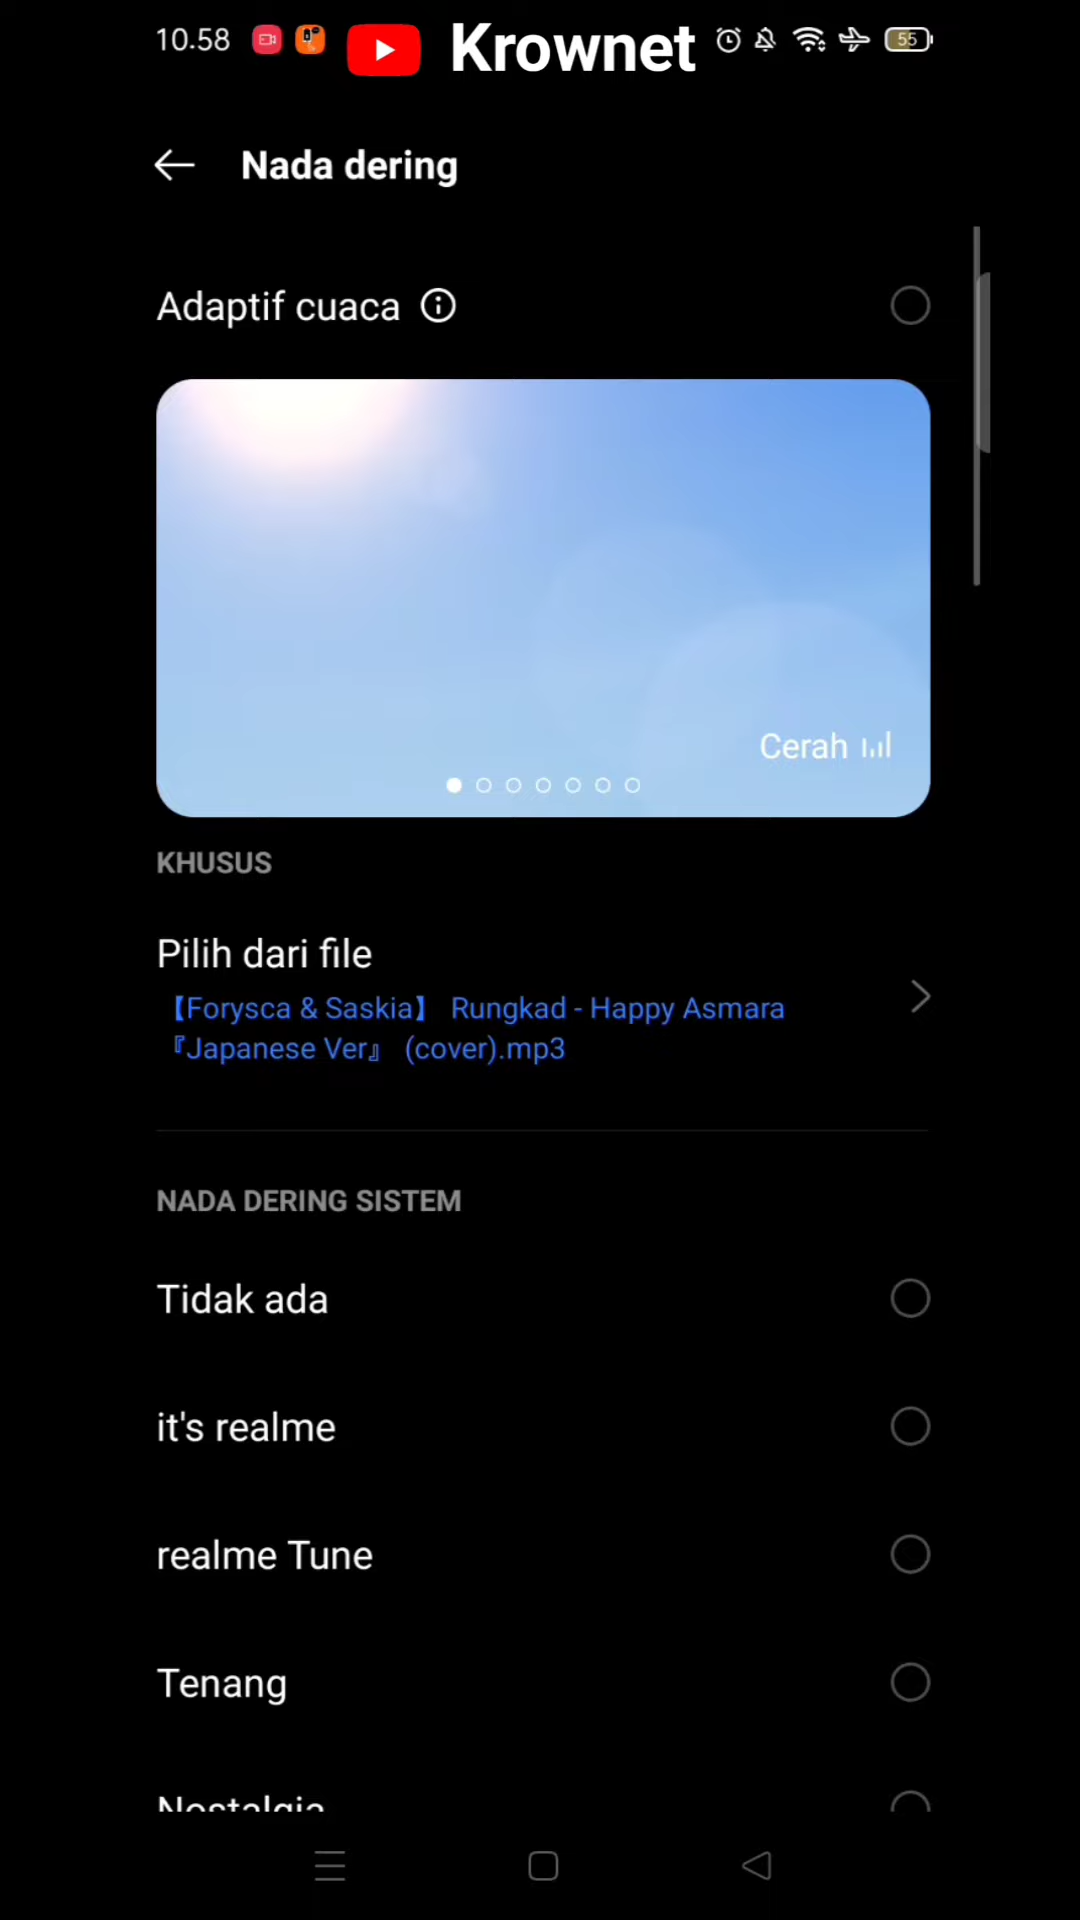 10.58 Krownet 55
Nada dering
Adaptif cuaca
Cerah
KHUSUS
Pilih dari file
【Forysca & Saskia】 Rungkad - Happy Asmara
『Japanese Ver』 (cover).mp3
NADA DERING SISTEM
Tidak ada
it's realme
realme Tune
Tenang
Nostalgia